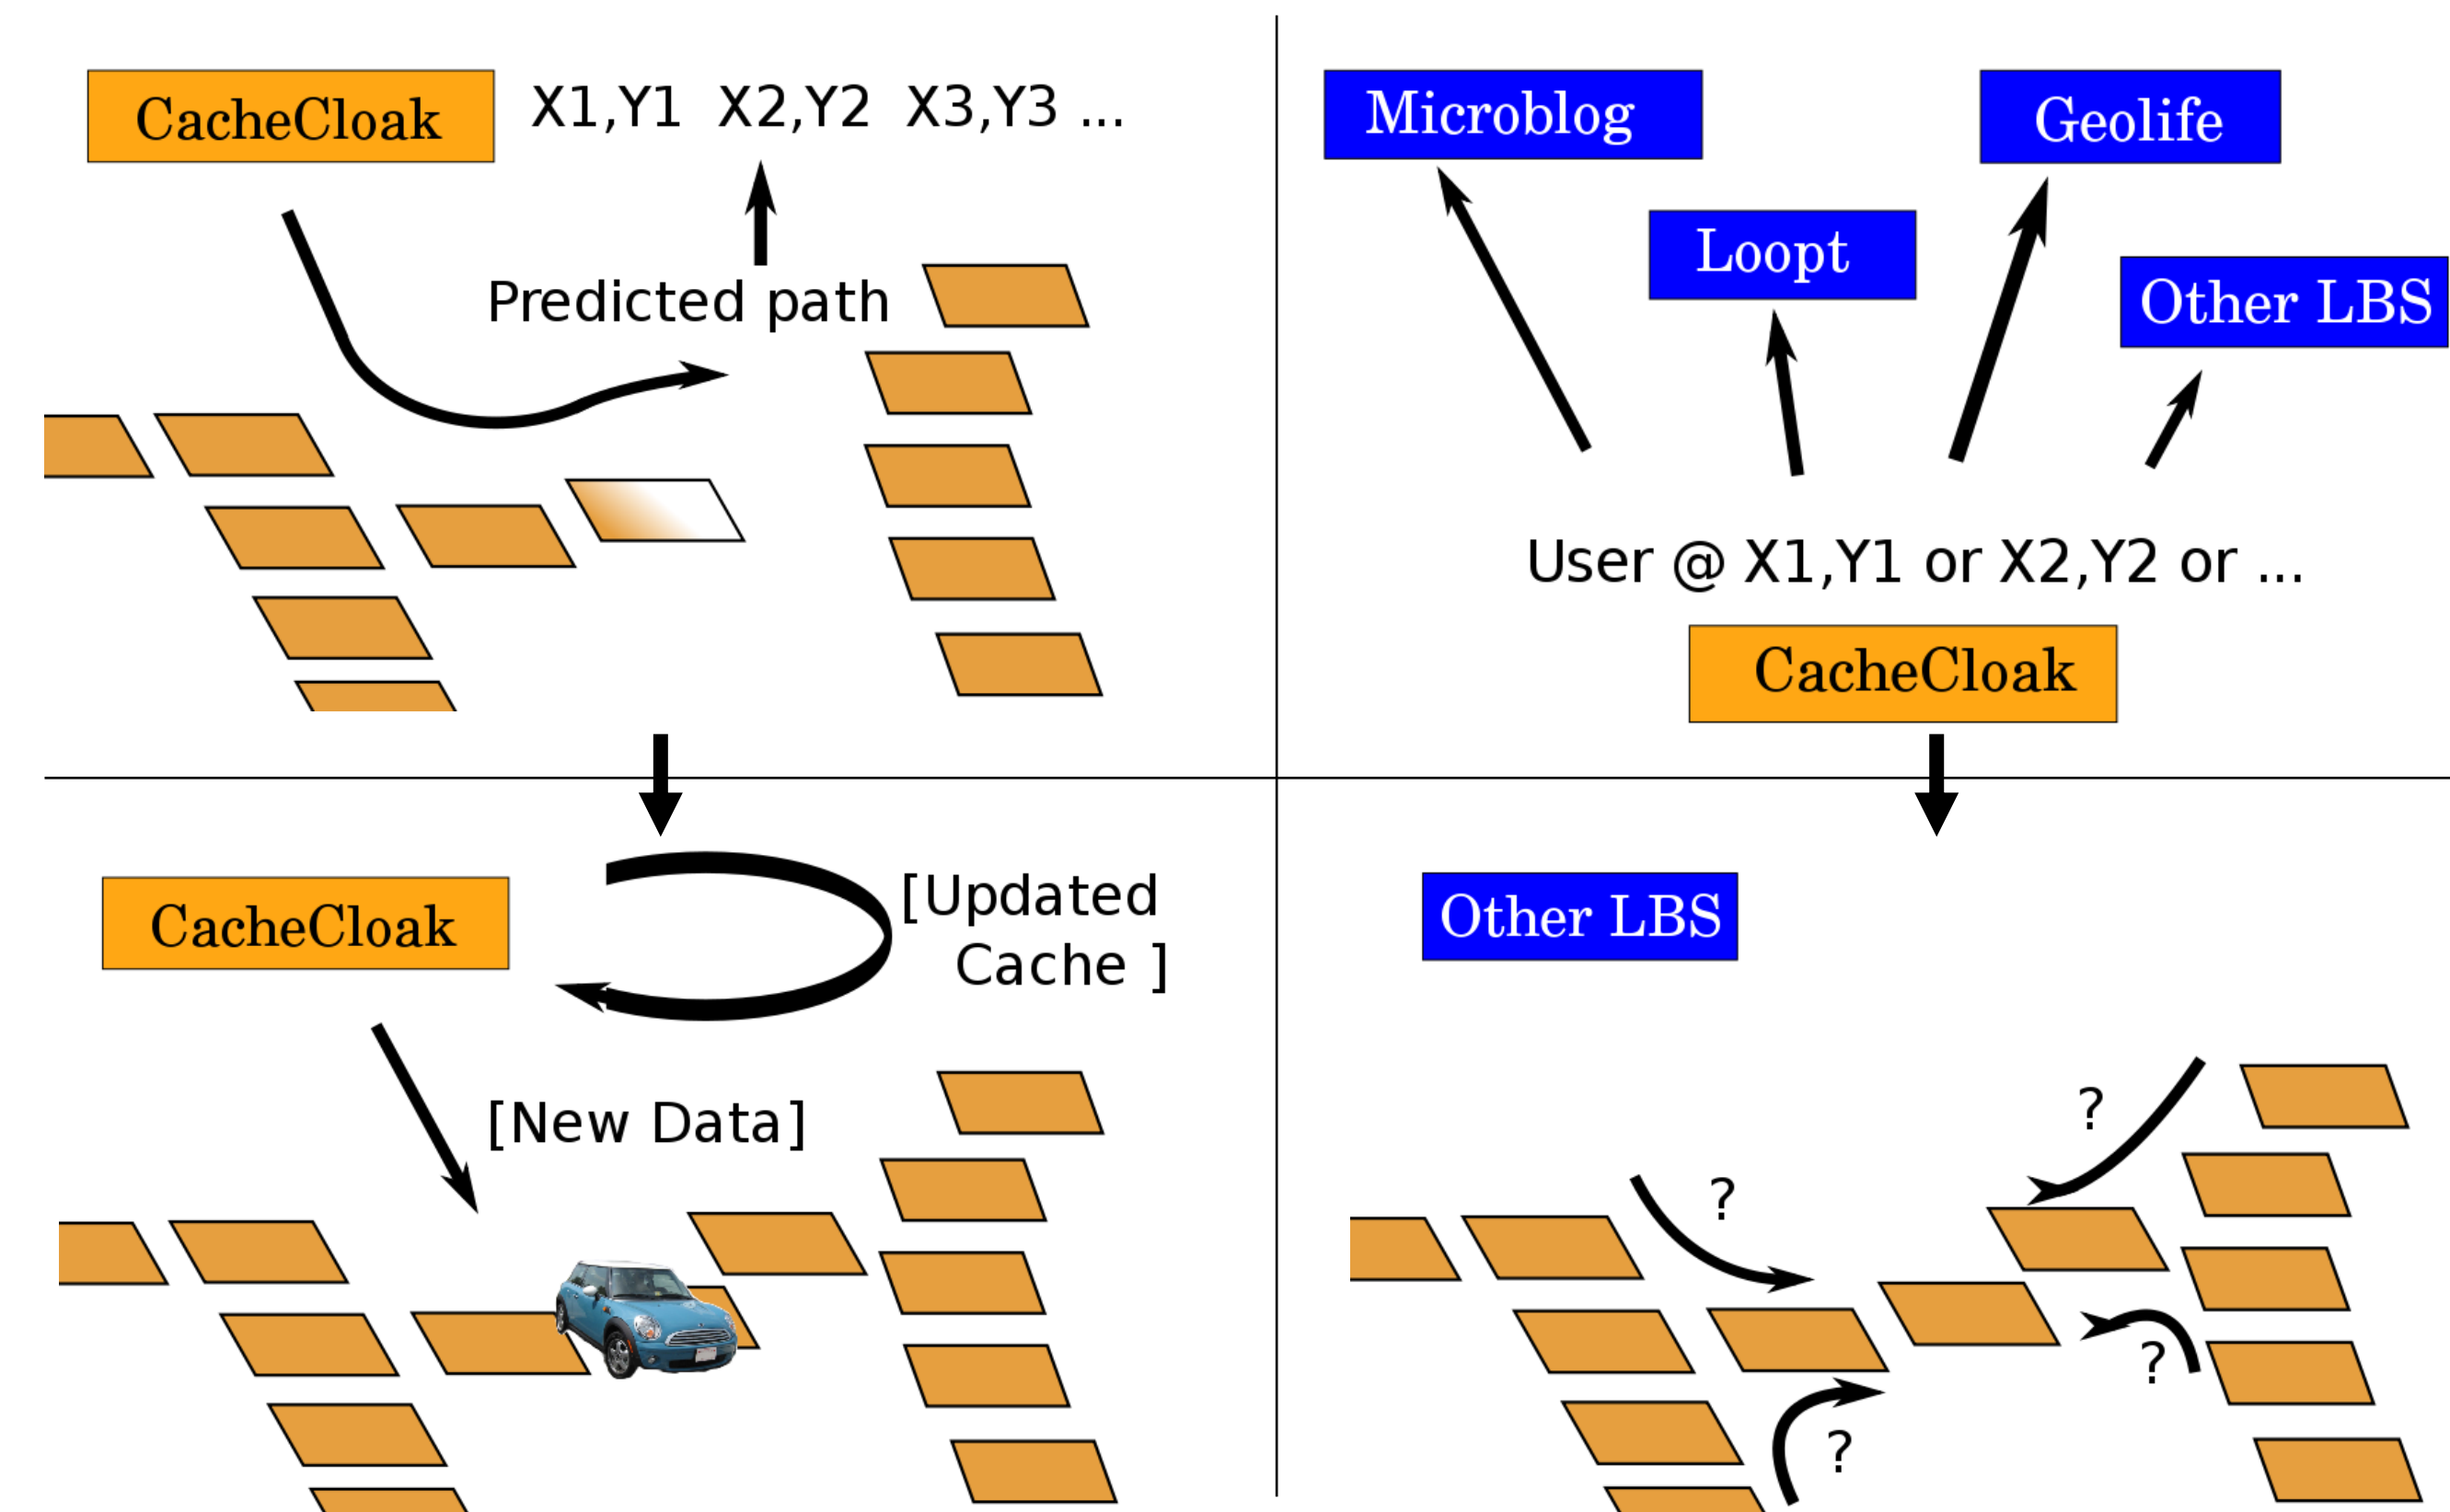 CacheCloak
X1,Y1 X2,Y2 X3,Y3 ...
Predicted path
Microblog
Geolife
Loopt
Other LBS
User @ X1,Y1 or X2,Y2 or ...
CacheCloak
CacheCloak
[Updated
Cache ]
[New Data]
Other LBS
?
?
?
?